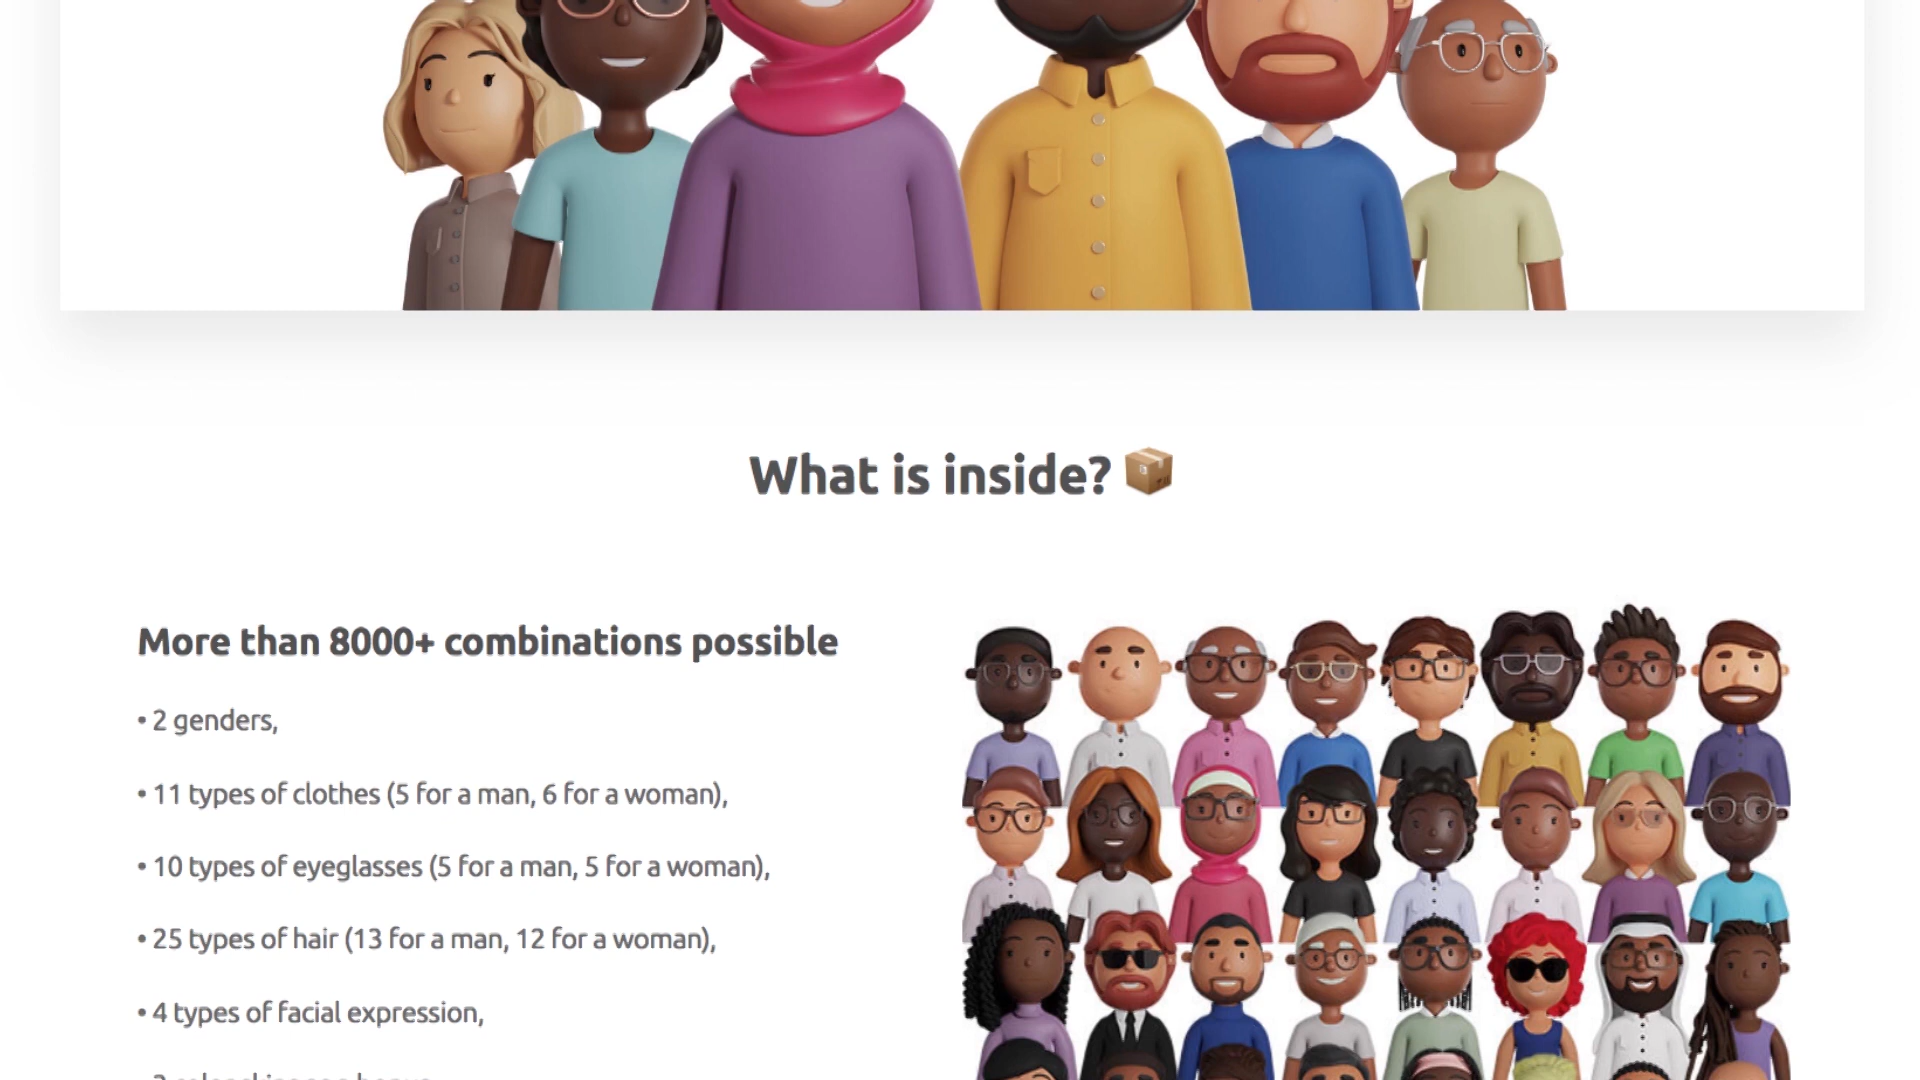 What is inside?
More than 8000+ combinations possible
• 2 genders,
• 11 types of clothes (5 for a man, 6 for a woman),
• 10 types of eyeglasses (5 for a man, 5 for a woman),
• 25 types of hair (13 for a man, 12 for a woman),
• 4 types of facial expression,